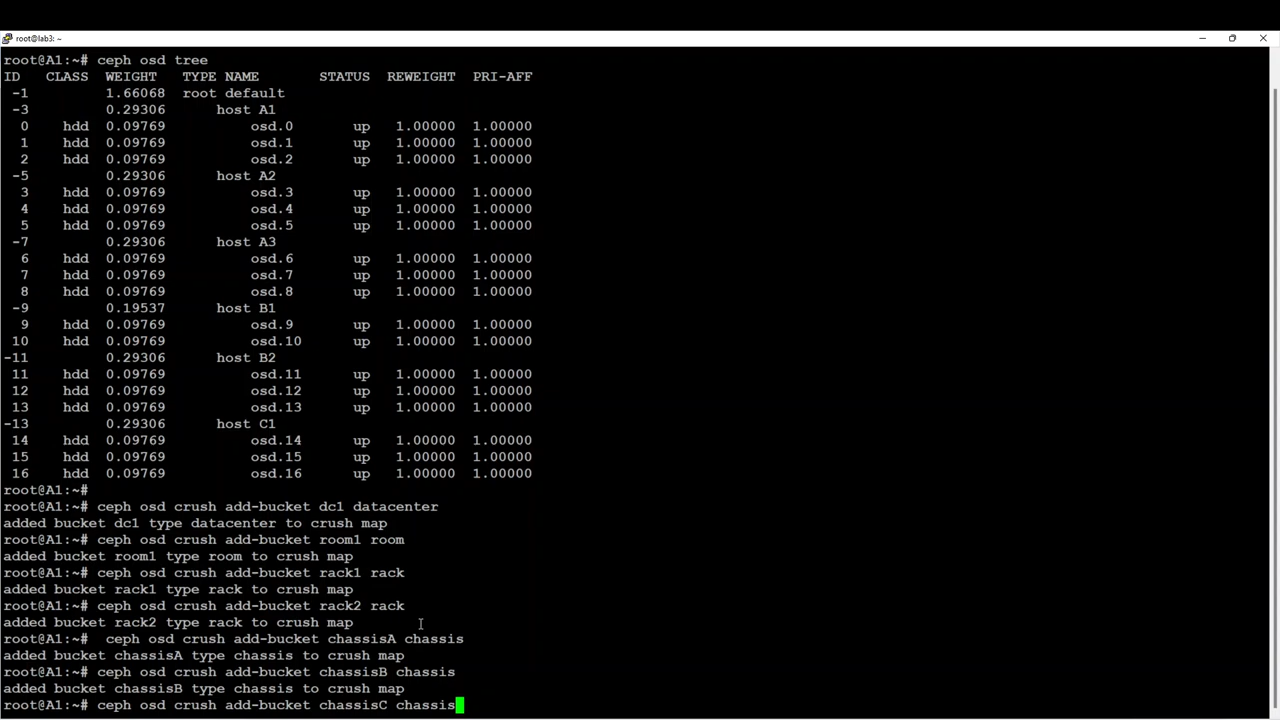 root@lab3: ~
root@A1:~# ceph osd tree
ID CLASS WEIGHT TYPE NAME STATUS REWEIGHT PRI-AFF
-1 1.66068 root default
-3 0.29306 host A1
0 hdd 0.09769 osd.0 up 1.00000 1.00000
1 hdd 0.09769 osd.1 up 1.00000 1.00000
2 hdd 0.09769 osd.2 up 1.00000 1.00000
-5 0.29306 host A2
3 hdd 0.09769 osd.3 up 1.00000 1.00000
4 hdd 0.09769 osd.4 up 1.00000 1.00000
5 hdd 0.09769 osd.5 up 1.00000 1.00000
-7 0.29306 host A3
6 hdd 0.09769 osd.6 up 1.00000 1.00000
7 hdd 0.09769 osd.7 up 1.00000 1.00000
8 hdd 0.09769 osd.8 up 1.00000 1.00000
-9 0.19537 host B1
9 hdd 0.09769 osd.9 up 1.00000 1.00000
10 hdd 0.09769 osd.10 up 1.00000 1.00000
-11 0.29306 host B2
11 hdd 0.09769 osd.11 up 1.00000 1.00000
12 hdd 0.09769 osd.12 up 1.00000 1.00000
13 hdd 0.09769 osd.13 up 1.00000 1.00000
-13 0.29306 host C1
14 hdd 0.09769 osd.14 up 1.00000 1.00000
15 hdd 0.09769 osd.15 up 1.00000 1.00000
16 hdd 0.09769 osd.16 up 1.00000 1.00000
root@A1:~#
root@A1:~# ceph osd crush add-bucket dc1 datacenter
added bucket dc1 type datacenter to crush map
root@A1:~# ceph osd crush add-bucket room1 room
added bucket room1 type room to crush map
root@A1:~# ceph osd crush add-bucket rack1 rack
added bucket rack1 type rack to crush map
root@A1:~# ceph osd crush add-bucket rack2 rack
added bucket rack2 type rack to crush map
root@A1:~#  ceph osd crush add-bucket chassisA chassis
added bucket chassisA type chassis to crush map
root@A1:~# ceph osd crush add-bucket chassisB chassis
added bucket chassisB type chassis to crush map
root@A1:~# ceph osd crush add-bucket chassisC chassis